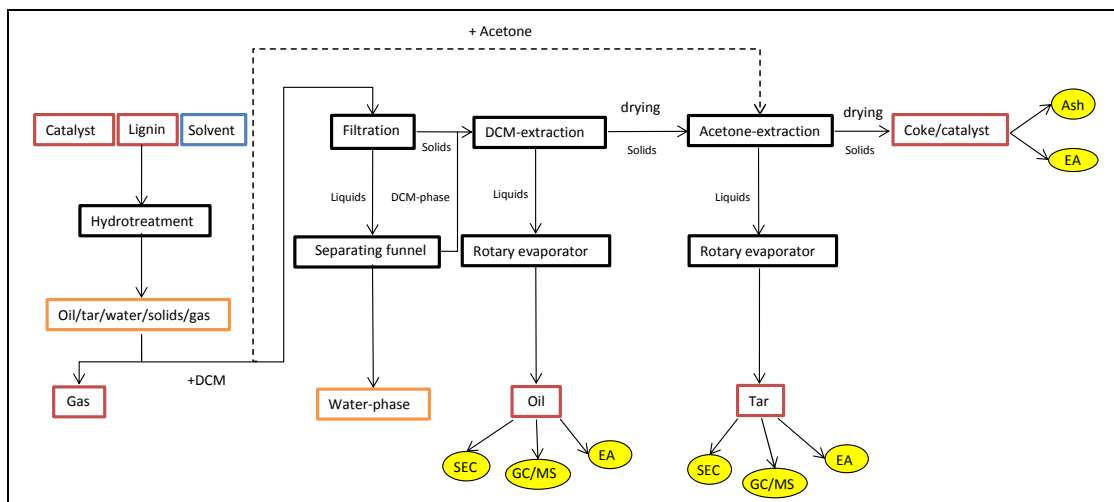 + Acetone
Catalyst
Lignin
Solvent
Filtration
Solids
DCM-extraction
drying
Solids
Acetone-extraction
drying
Solids
Coke/catalyst
Ash
EA
Liquids
DCM-phase
Liquids
Liquids
Hydrotreatment
Separating funnel
Rotary evaporator
Rotary evaporator
Oil/tar/water/solids/gas
+DCM
Gas
Water-phase
Oil
Tar
SEC
GC/MS
EA
SEC
GC/MS
EA